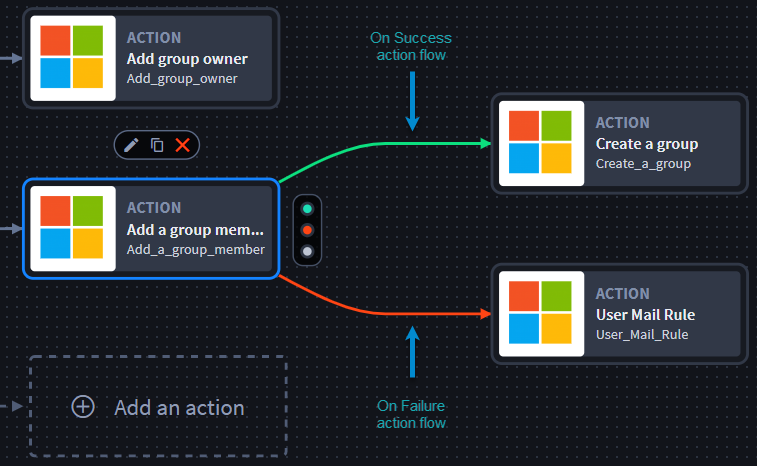 ACTION
Add group owner
Add_group_owner
On Success
action flow
ACTION
Create a group
Create_a_group
ACTION
Add a group mem...
Add_a_group_member
ACTION
User Mail Rule
User_Mail_Rule
Add an action
On Failure
action flow